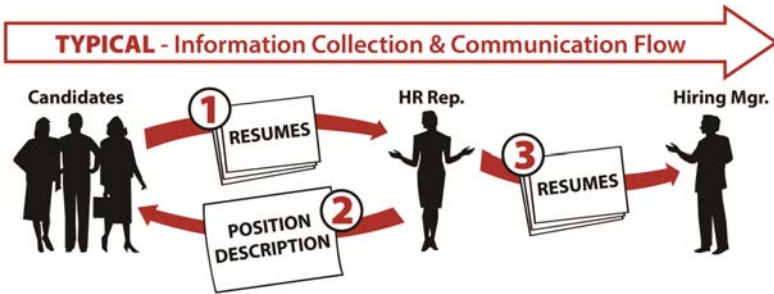 TYPICAL - Information Collection & Communication Flow
Candidates
HR Rep.
Hiring Mgr.
1
RESUMES
2
POSITION
DESCRIPTION
3
RESUMES